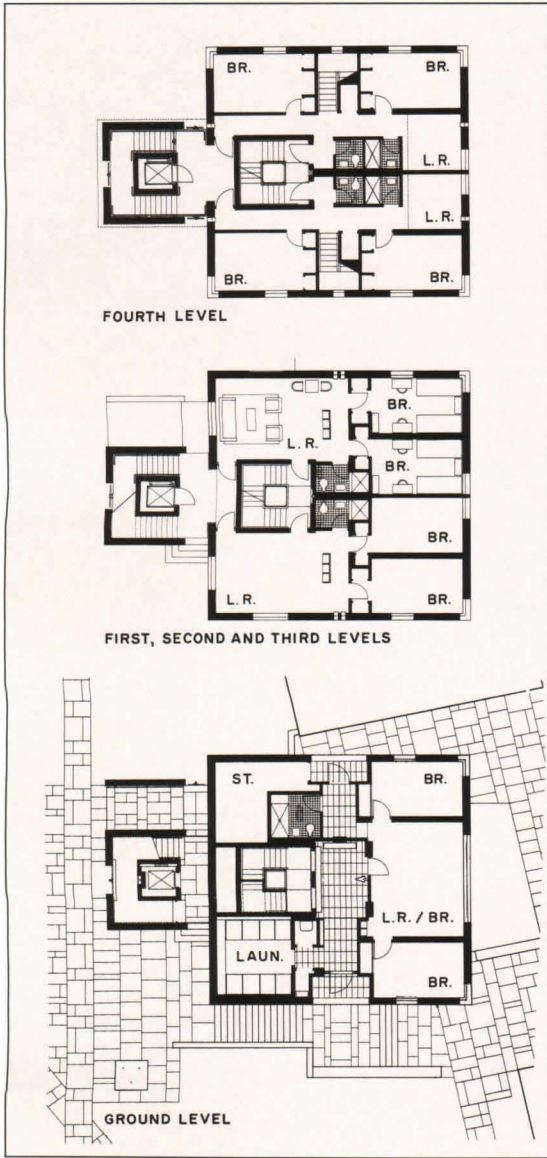 BR.
BR.
L. R.
L. R.
BR.
BR.
FOURTH LEVEL
BR.
L. R.
BR.
BR.
L. R.
BR.
FIRST, SECOND AND THIRD LEVELS
ST.
BR.
L. R. / BR.
LAUN.
BR.
GROUND LEVEL